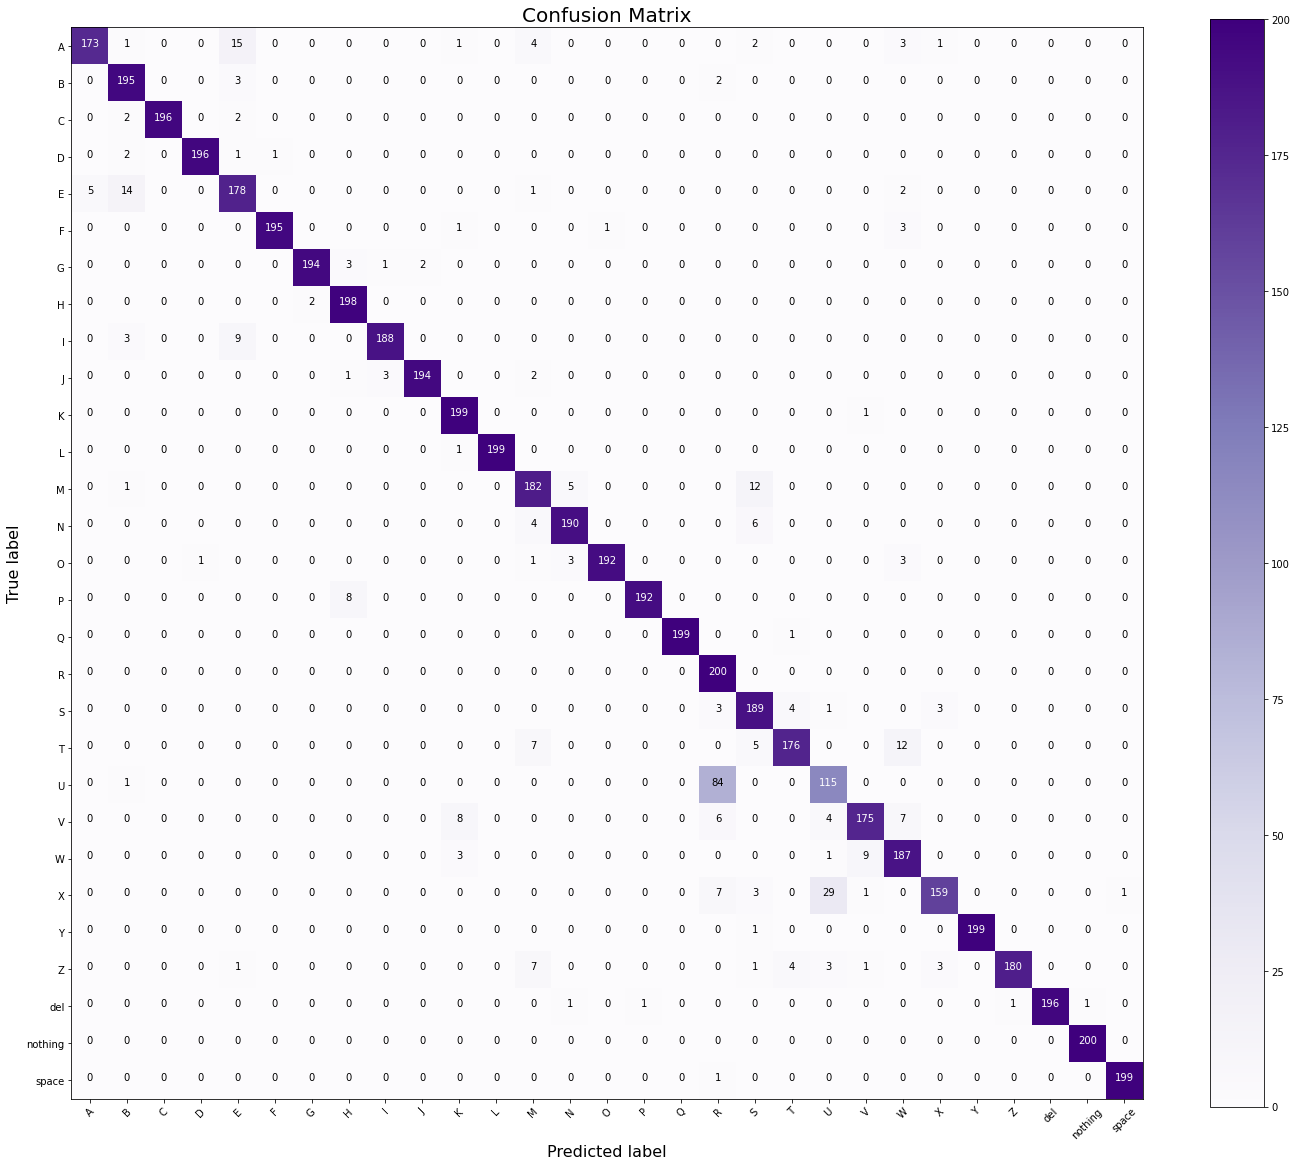 Confusion Matrix
A 173 1 0 0 15 0 0 0 0 0 1 0 4 0 0 0 0 0 2 0 0 0 3 1 0 0 0 0 0
B 0 195 0 0 3 0 0 0 0 0 0 0 0 0 0 0 0 2 0 0 0 0 0 0 0 0 0 0 0
C 0 2 196 0 2 0 0 0 0 0 0 0 0 0 0 0 0 0 0 0 0 0 0 0 0 0 0 0 0
D 0 2 0 196 1 1 0 0 0 0 0 0 0 0 0 0 0 0 0 0 0 0 0 0 0 0 0 0 0
E 5 14 0 0 178 0 0 0 0 0 0 0 1 0 0 0 0 0 0 0 0 0 2 0 0 0 0 0 0
F 0 0 0 0 0 195 0 0 0 0 1 0 0 0 1 0 0 0 0 0 0 0 3 0 0 0 0 0 0
G 0 0 0 0 0 0 194 3 1 2 0 0 0 0 0 0 0 0 0 0 0 0 0 0 0 0 0 0 0
H 0 0 0 0 0 0 2 198 0 0 0 0 0 0 0 0 0 0 0 0 0 0 0 0 0 0 0 0 0
I 0 3 0 0 9 0 0 0 188 0 0 0 0 0 0 0 0 0 0 0 0 0 0 0 0 0 0 0 0
J 0 0 0 0 0 0 0 1 3 194 0 0 2 0 0 0 0 0 0 0 0 0 0 0 0 0 0 0 0
K 0 0 0 0 0 0 0 0 0 0 199 0 0 0 0 0 0 0 0 0 0 1 0 0 0 0 0 0 0
L 0 0 0 0 0 0 0 0 0 0 1 199 0 0 0 0 0 0 0 0 0 0 0 0 0 0 0 0 0
M 0 1 0 0 0 0 0 0 0 0 0 0 182 5 0 0 0 0 12 0 0 0 0 0 0 0 0 0 0
N 0 0 0 0 0 0 0 0 0 0 0 0 4 190 0 0 0 0 6 0 0 0 0 0 0 0 0 0 0
O 0 0 0 1 0 0 0 0 0 0 0 0 1 3 192 0 0 0 0 0 0 0 3 0 0 0 0 0 0
P 0 0 0 0 0 0 0 8 0 0 0 0 0 0 0 192 0 0 0 0 0 0 0 0 0 0 0 0 0
Q 0 0 0 0 0 0 0 0 0 0 0 0 0 0 0 0 199 0 0 1 0 0 0 0 0 0 0 0 0
R 0 0 0 0 0 0 0 0 0 0 0 0 0 0 0 0 0 200 0 0 0 0 0 0 0 0 0 0 0
S 0 0 0 0 0 0 0 0 0 0 0 0 0 0 0 0 0 3 189 4 1 0 0 3 0 0 0 0 0
T 0 0 0 0 0 0 0 0 0 0 0 0 7 0 0 0 0 0 5 176 0 0 12 0 0 0 0 0 0
U 0 1 0 0 0 0 0 0 0 0 0 0 0 0 0 0 0 84 0 0 115 0 0 0 0 0 0 0 0
V 0 0 0 0 0 0 0 0 0 0 8 0 0 0 0 0 0 6 0 0 4 175 7 0 0 0 0 0 0
W 0 0 0 0 0 0 0 0 0 0 3 0 0 0 0 0 0 0 0 0 1 9 187 0 0 0 0 0 0
X 0 0 0 0 0 0 0 0 0 0 0 0 0 0 0 0 0 7 3 0 29 1 0 159 0 0 0 0 1
Y 0 0 0 0 0 0 0 0 0 0 0 0 0 0 0 0 0 0 1 0 0 0 0 0 199 0 0 0 0
Z 0 0 0 0 1 0 0 0 0 0 0 0 7 0 0 0 0 0 1 4 3 1 0 3 0 180 0 0 0
del 0 0 0 0 0 0 0 0 0 0 0 0 0 1 0 1 0 0 0 0 0 0 0 0 0 1 196 1 0
nothing 0 0 0 0 0 0 0 0 0 0 0 0 0 0 0 0 0 0 0 0 0 0 0 0 0 0 0 200 0
space 0 0 0 0 0 0 0 0 0 0 0 0 0 0 0 0 0 1 0 0 0 0 0 0 0 0 0 0 199
A B C D E F G H I J K L M N O P Q R S T U V W X Y Z del nothing space
Predicted label
True label
200
175
150
125
100
75
50
25
0